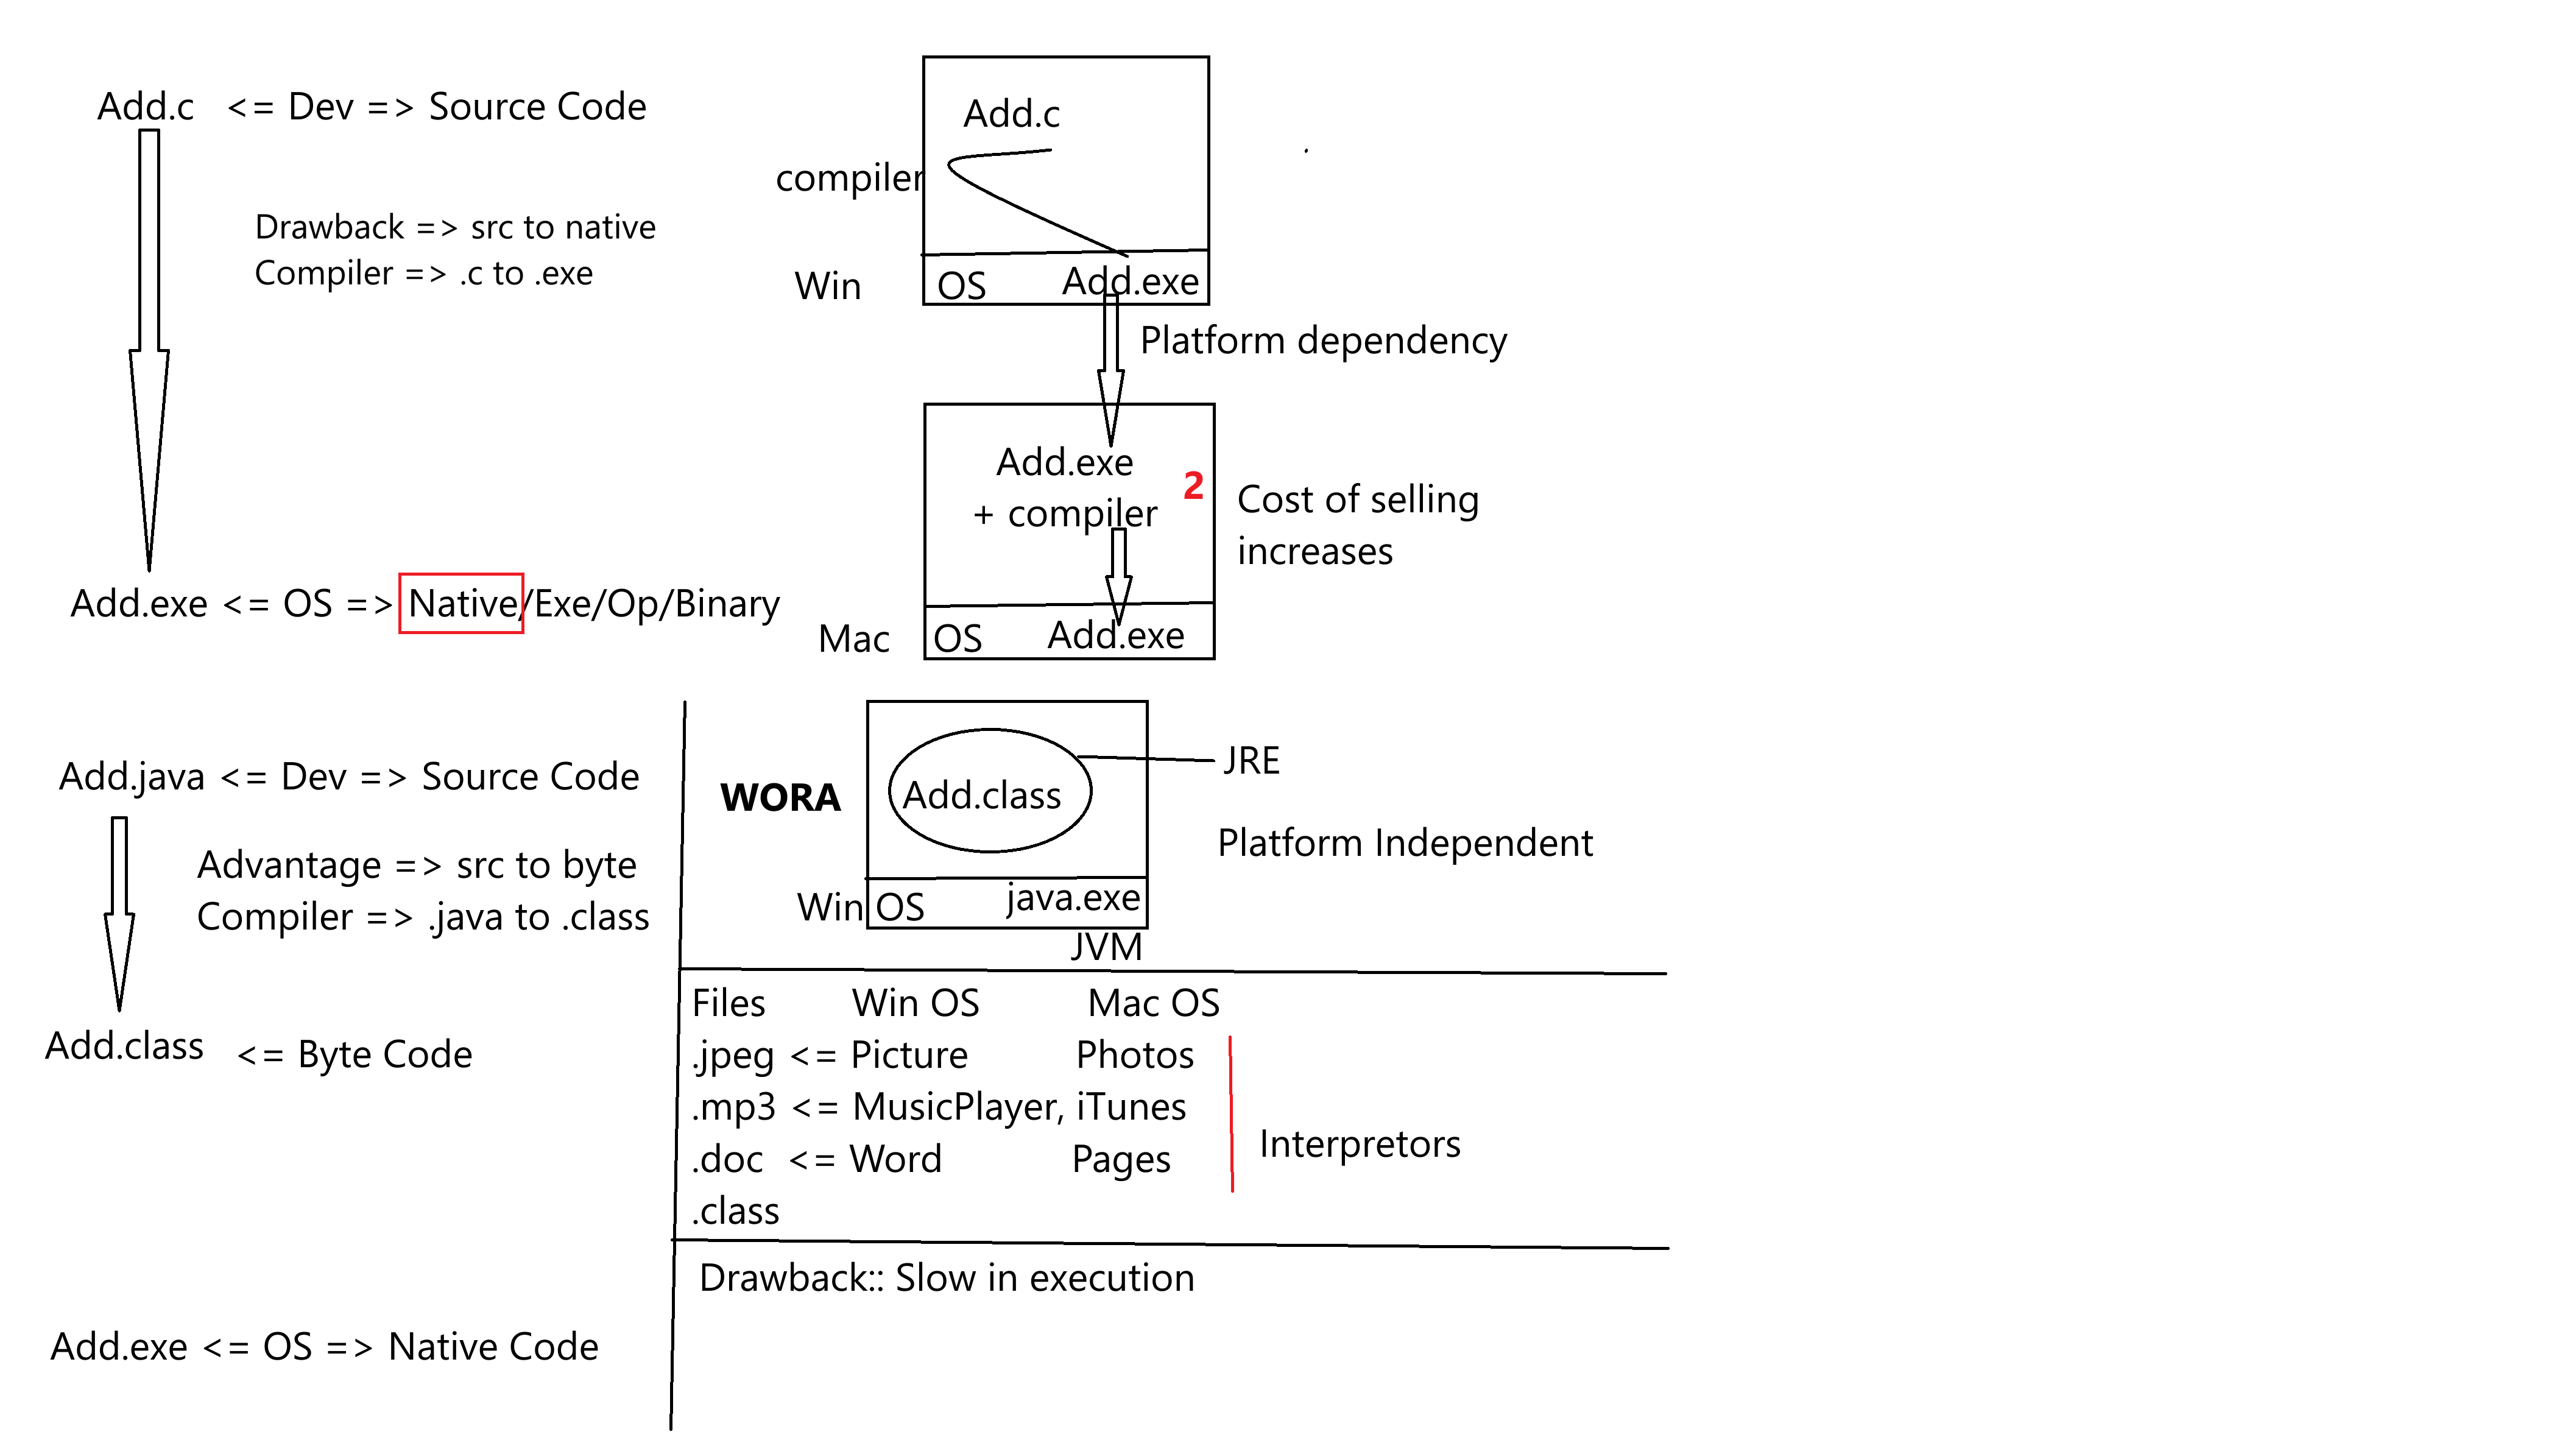 Add.c <= Dev => Source Code
Drawback => src to native
Compiler => .c to .exe
Add.exe <= OS => Native/Exe/Op/Binary
Add.c
compiler
Win
OS
Add.exe
Platform dependency
Add.exe
+ compiler
2
Cost of selling
increases
Mac
OS
Add.exe
Add.java <= Dev => Source Code
Advantage => src to byte
Compiler => .java to .class
Add.class <= Byte Code
Add.exe <= OS => Native Code
WORA
Add.class
JRE
Platform Independent
Win
OS
java.exe
JVM
Files Win OS Mac OS
.jpeg <= Picture Photos
.mp3 <= MusicPlayer, iTunes
.doc <= Word Pages
.class
Interpretors
Drawback:: Slow in execution